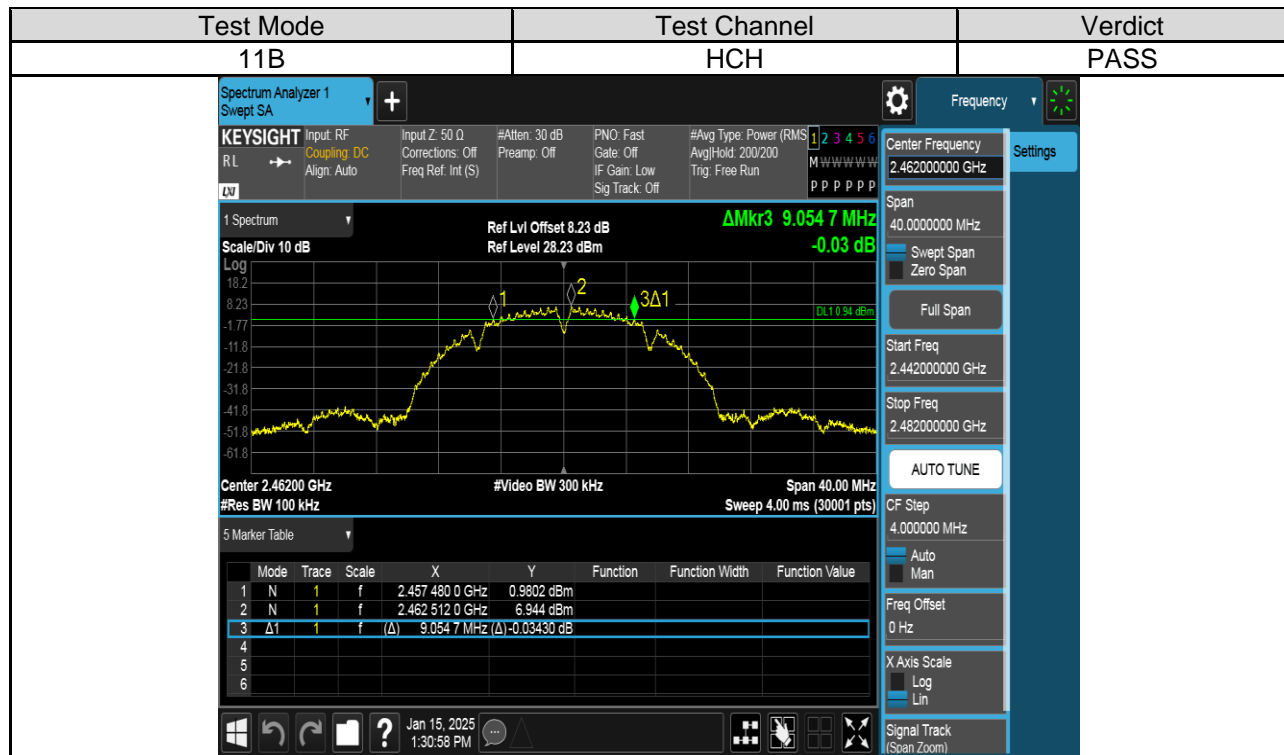 Test Mode Test Channel Verdict
11B HCH PASS
Spectrum Analyzer 1
Swept SA
+
Frequency
KEYSIGHT Input: RF Input Z: 50 Ω #Atten: 30 dB PNO: Fast #Avg Type: Power (RMS 1 2 3 4 5 6
RL Coupling: DC Corrections: Off Preamp: Off Gate: Off Avg|Hold: 200/200 M W W W W W
Align: Auto Freq Ref: Int (S) IF Gain: Low Trig: Free Run
LXI Sig Track: Off P P P P P P
1 Spectrum
Ref Lvl Offset 8.23 dB ΔMkr3 9.054 7 MHz
Scale/Div 10 dB Ref Level 28.23 dBm -0.03 dB
Log
18.2
8.23
-1.77
-11.8
-21.8
-31.8
-41.8
-51.8
-61.8
1
2
3Δ1
DL1 0.94 dBm
Center 2.46200 GHz #Video BW 300 kHz Span 40.00 MHz
#Res BW 100 kHz Sweep 4.00 ms (30001 pts)
5 Marker Table
Mode Trace Scale X Y Function Function Width Function Value
1 N 1 f 2.457 480 0 GHz 0.9802 dBm
2 N 1 f 2.462 512 0 GHz 6.944 dBm
3 Δ1 1 f (Δ) 9.054 7 MHz (Δ) -0.03430 dB
4
5
6
Center Frequency
2.462000000 GHz
Settings
Span
40.0000000 MHz
Swept Span
Zero Span
Full Span
Start Freq
2.442000000 GHz
Stop Freq
2.482000000 GHz
AUTO TUNE
CF Step
4.000000 MHz
Auto
Man
Freq Offset
0 Hz
X Axis Scale
Log
Lin
Signal Track
(Span Zoom)
? Jan 15, 2025
1:30:58 PM